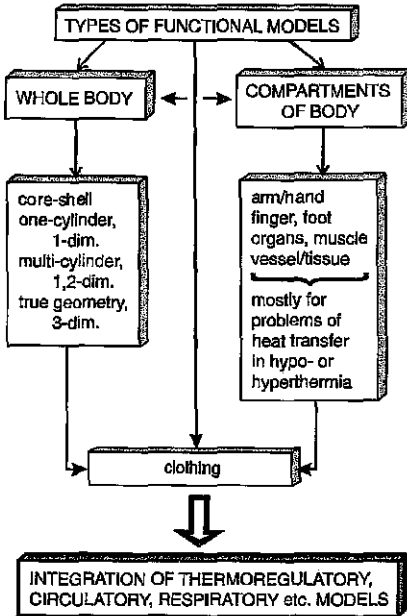 TYPES OF FUNCTIONAL MODELS
WHOLE BODY
COMPARTMENTS
OF BODY
core-shell
one-cylinder,
1-dim.
multi-cylinder,
1,2-dim.
true geometry,
3-dim.
arm/hand
finger, foot
organs, muscle
vessel/tissue
mostly for
problems of
heat transfer
in hypo- or
hyperthermia
clothing
INTEGRATION OF THERMOREGULATORY,
CIRCULATORY, RESPIRATORY etc. MODELS